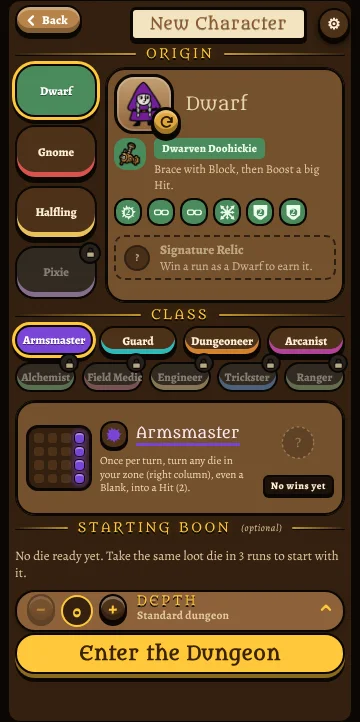 Back
New Character
ORIGIN
Dwarf
Gnome
Halfling
Pixie
Dwarf
Dwarven Doohickie
Brace with Block, then Boost a big
Hit.
2
2
?
Signature Relic
Win a run as a Dwarf to earn it.
CLASS
Armsmaster
Guard
Dungeoneer
Arcanist
Alchemist
Field Medic
Engineer
Trickster
Ranger
Armsmaster
Once per turn, turn any die in
your zone (right column), even a
Blank, into a Hit (2).
?
No wins yet
STARTING BOON (optional)
No die ready yet. Take the same loot die in 3 runs to start with
it.
− 0 +
DEPTH
Standard dungeon
Enter the Dungeon